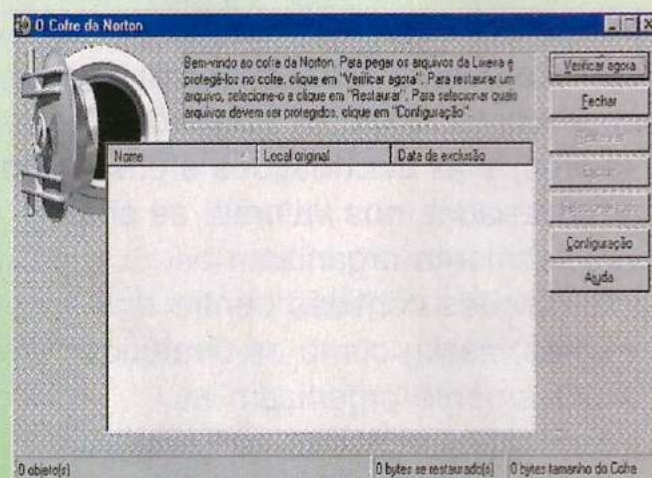 O Cofre da Norton
Bem-vindo ao cofre da Norton. Para pegar os arquivos da Lixeira e
protegê-los no cofre, clique em "Verificar agora". Para restaurar um
arquivo, selecione-o e clique em "Restaurar". Para selecionar quais
arquivos devem ser protegidos, clique em "Configuração".
Verificar agora
Fechar
Restaurar
Excluir
Configuração
Ajuda
Nome
Local original
Data de exclusão
0 objeto(s)
0 bytes se restaurado(s)
0 bytes tamanho do Cofre